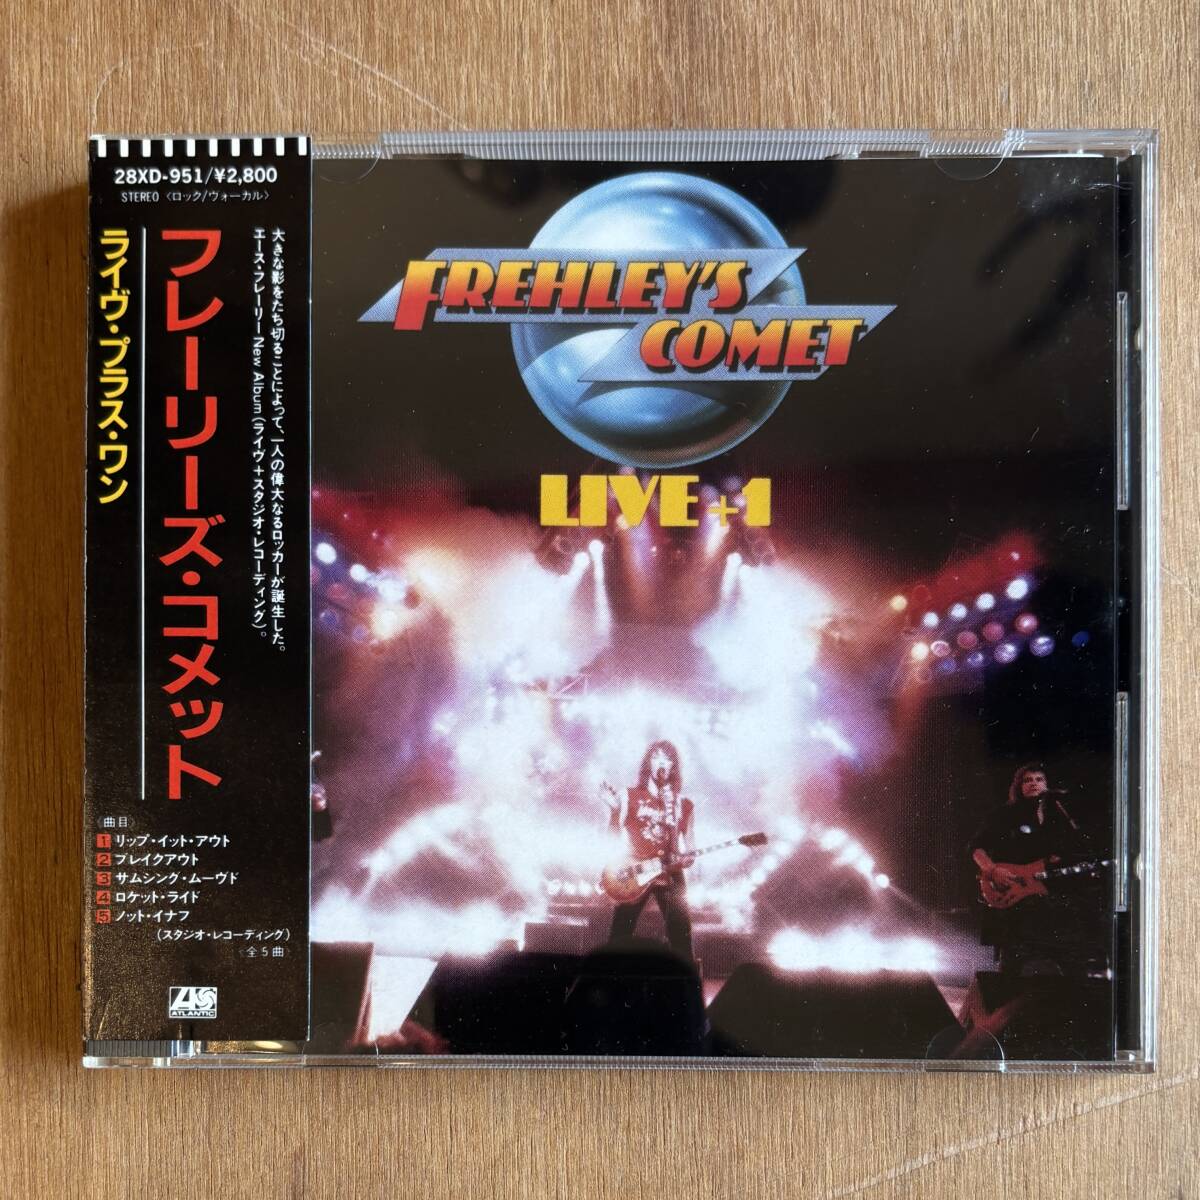 28XD-951/¥2,800
STEREO〈ロック/ヴォーカル〉
大きな影をたち切ることによって、一人の偉大なるロッカーが誕生した。
エース・フレーリーNew Album(ライヴ+スタジオ・レコーディング)。
フレーリーズ・コメット
ライヴ・プラス・ワン
〈曲目〉
1 リップ・イット・アウト
2 ブレイクアウト
3 サムシング・ムーヴド
4 ロケット・ライド
5 ノット・イナフ
(スタジオ・レコーディング)
〈全5曲〉
ATLANTIC
FREHLEY'S
COMET
LIVE+1